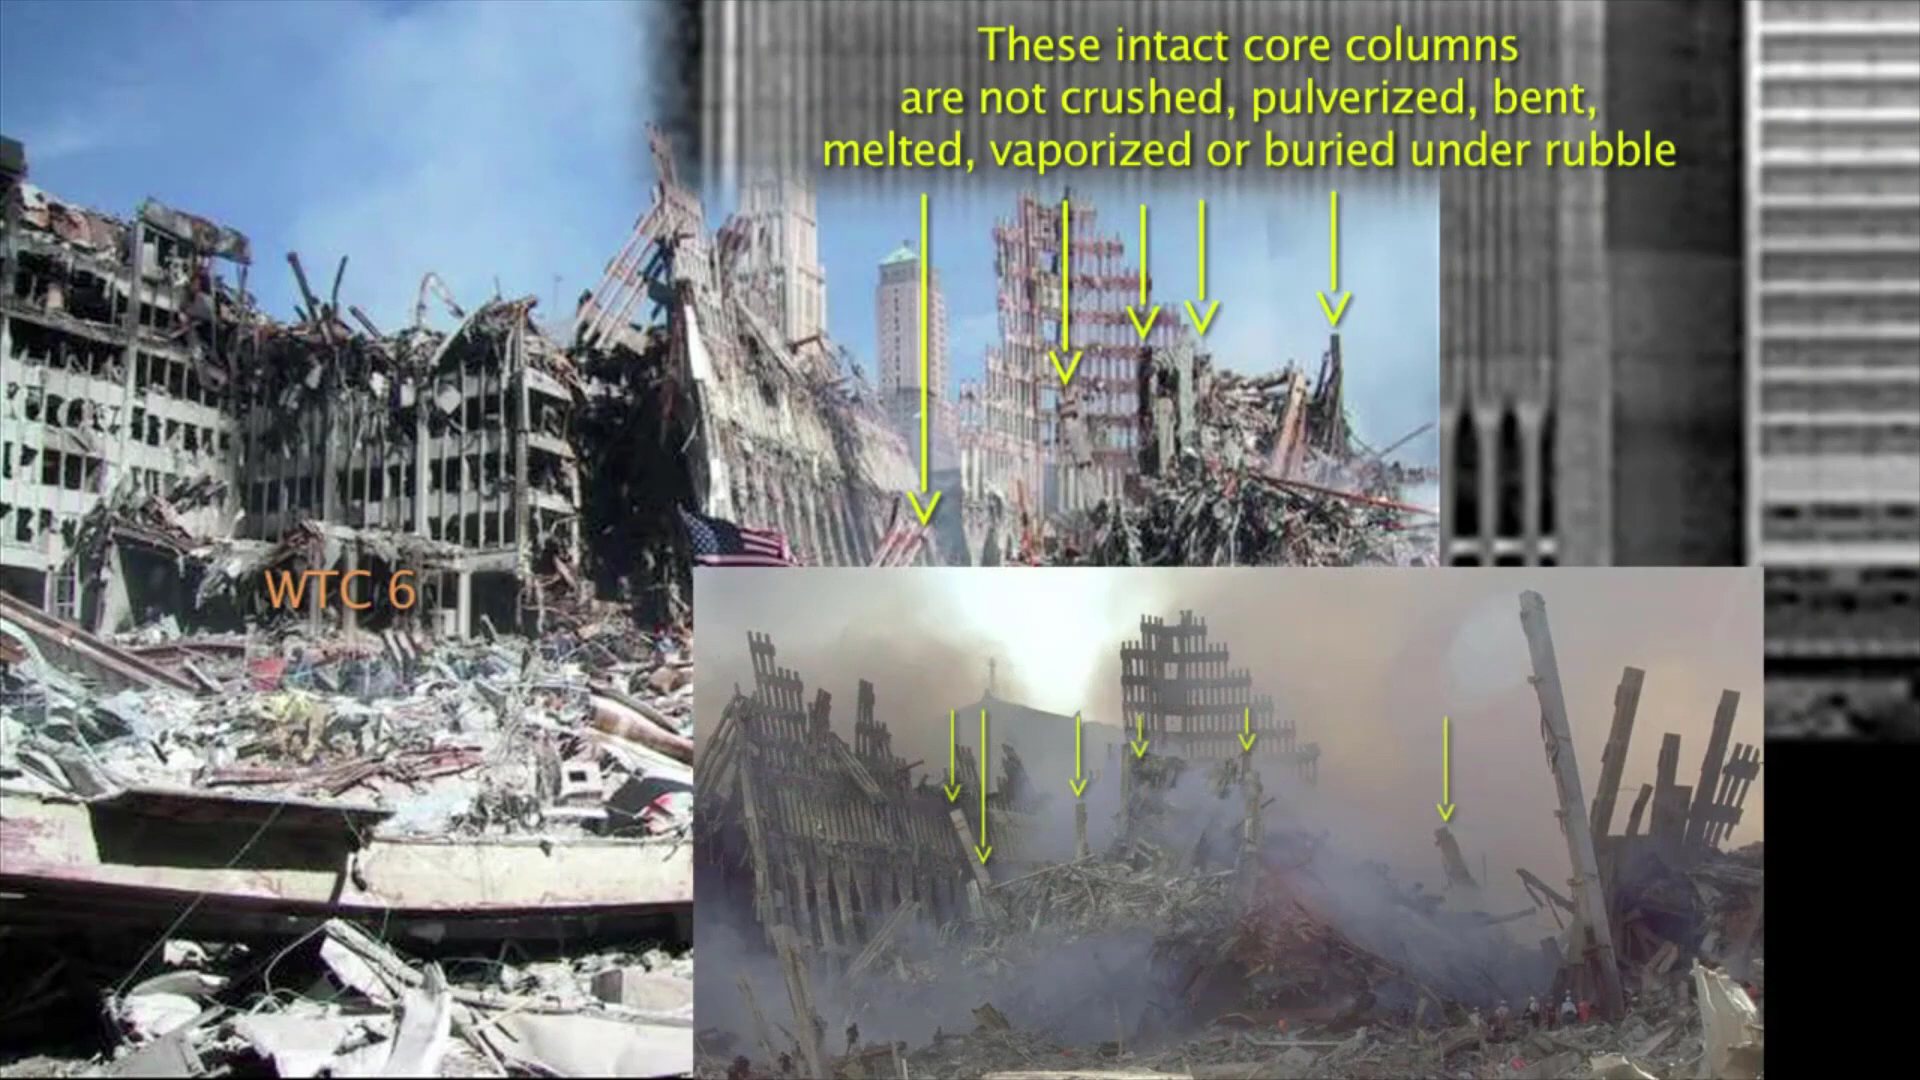 These intact core columns
are not crushed, pulverized, bent,
melted, vaporized or buried under rubble
WTC 6